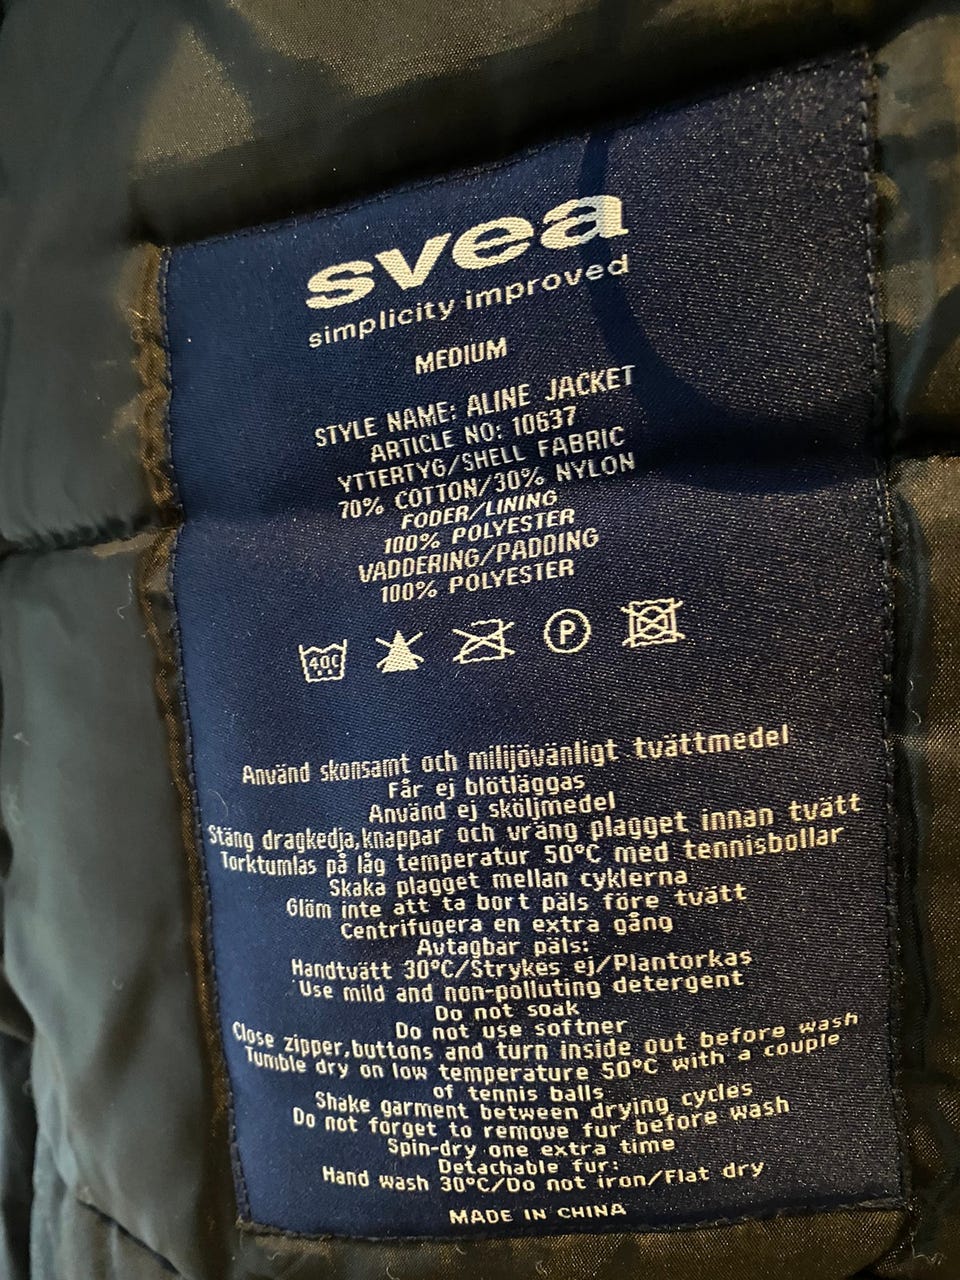 svea
simplicity improved
MEDIUM
STYLE NAME: ALINE JACKET
ARTICLE NO: 10637
YTTERTYG/SHELL FABRIC
70% COTTON/30% NYLON
FODER/LINING
100% POLYESTER
VADDERING/PADDING
100% POLYESTER
40C
P
Använd skonsamt och milijövänligt tvättmedel
Får ej blötläggas
Använd ej sköljmedel
Stäng dragkedja,knappar och vräng plagget innan tvätt
Torktumlas på låg temperatur 50°C med tennisbollar
Skaka plagget mellan cyklerna
Glöm inte att ta bort päls före tvätt
Centrifugera en extra gång
Avtagbar päls:
Handtvätt 30°C/Strykes ej/Plantorkas
Use mild and non-polluting detergent
Do not soak
Do not use softner
Close zipper,buttons and turn inside out before wash
Tumble dry on low temperature 50°C with a couple
of tennis balls
Shake garment between drying cycles
Do not forget to remove fur before wash
Spin-dry one extra time
Detachable fur:
Hand wash 30°C/Do not iron/Flat dry
MADE IN CHINA